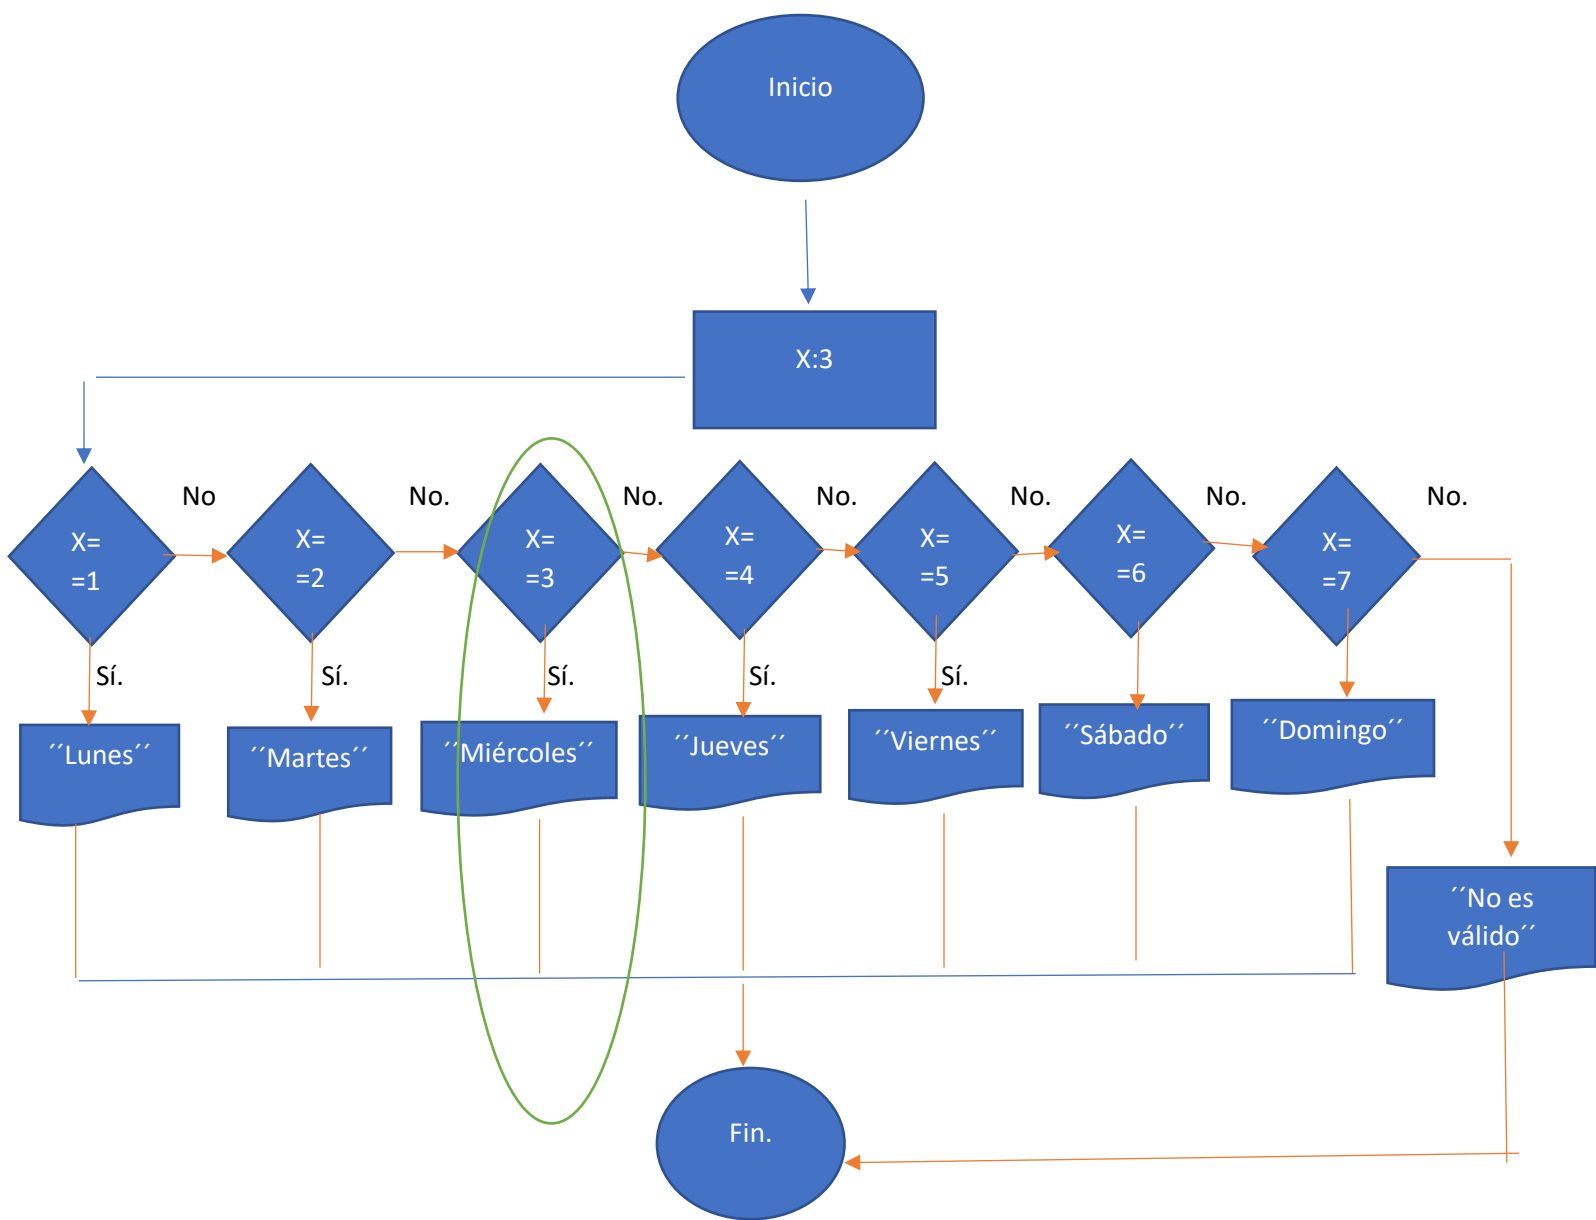 Inicio
X:3
No
No.
No.
No.
No.
No.
No.
X=
=1
X=
=2
X=
=3
X=
=4
X=
=5
X=
=6
X=
=7
Sí.
Sí.
Sí.
Sí.
Sí.
´´Lunes´´
´´Martes´´
´´Miércoles´´
´´Jueves´´
´´Viernes´´
´´Sábado´´
´´Domingo´´
´´No es
válido´´
Fin.